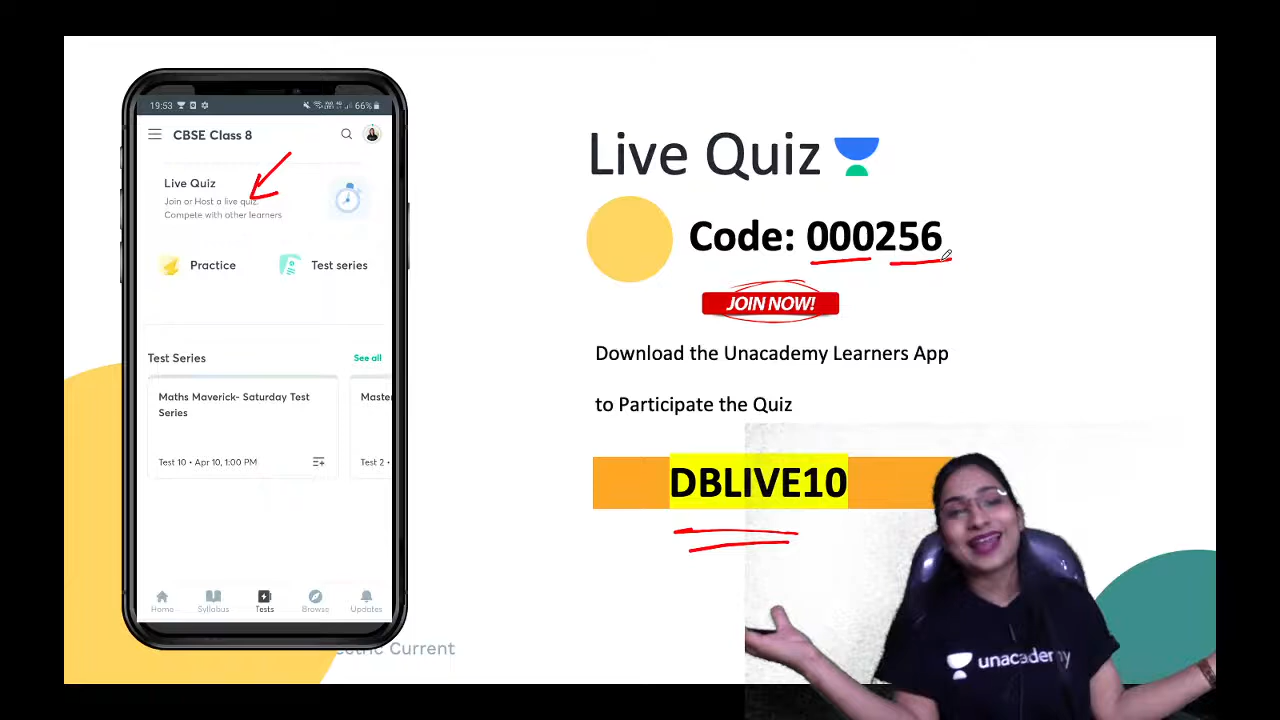 19:53
66%
CBSE Class 8
Live Quiz
Join or Host a live quiz.
Compete with other learners
Practice
Test series
Test Series
See all
Maths Maverick- Saturday Test
Series
Master
Test 10 • Apr 10, 1:00 PM
Test 2 •
Home
Syllabus
Tests
Browse
Updates
Live Quiz
Code: 000256
JOIN NOW!
Download the Unacademy Learners App
to Participate the Quiz
DBLIVE10
unacademy
Current